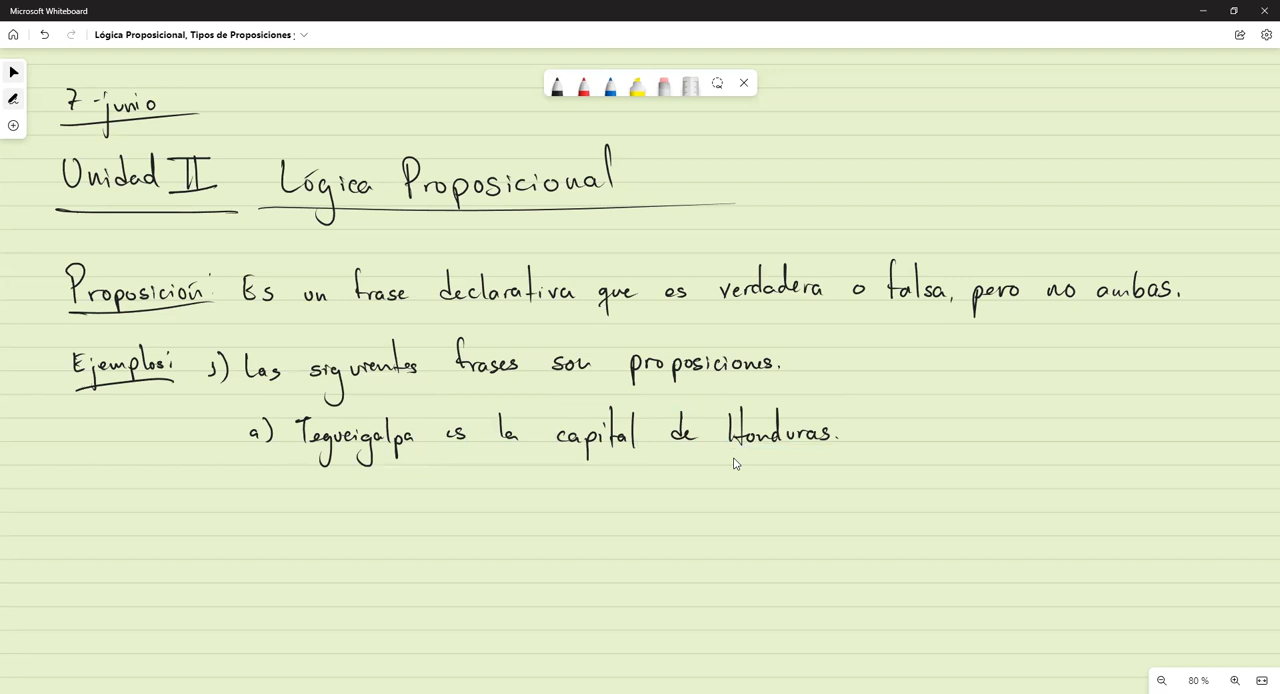 Microsoft Whiteboard
Lógica Proposicional, Tipos de Proposiciones
7-junio
Unidad II Lógica Proposicional
Proposición: Es un frase declarativa que es verdadera o falsa, pero no ambas.
Ejemplos: 1) Las siguientes frases son proposiciones.
a) Tegucigalpa es la capital de Honduras.
80 %